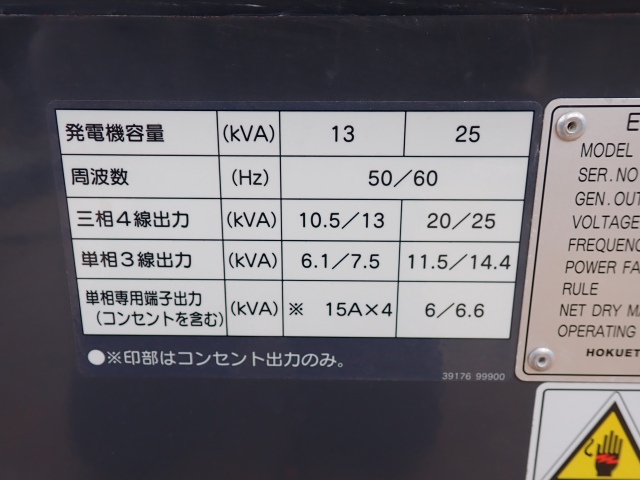 発電機容量 (kVA) 13 25
周波数 (Hz) 50／60
三相4線出力 (kVA) 10.5／13 20／25
単相3線出力 (kVA) 6.1／7.5 11.5／14.4
単相専用端子出力
(コンセントを含む) (kVA) ※ 15A×4 6／6.6
●※印部はコンセント出力のみ。
39176 99900
E
MODEL
SER.NO
GEN.OUT
VOLTAGE
FREQUENC
POWER FA
RULE
NET DRY MA
OPERATING
HOKUET